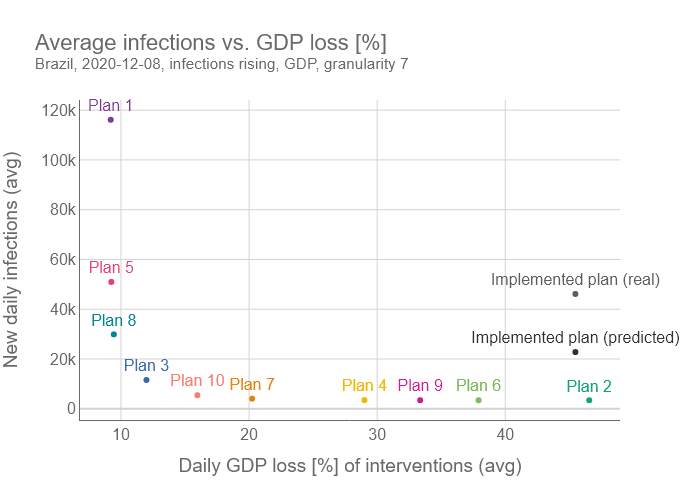 Average infections vs. GDP loss [%]
Brazil, 2020-12-08, infections rising, GDP, granularity 7
New daily infections (avg)
120k
100k
80k
60k
40k
20k
0
Plan 1
Plan 5
Plan 8
Plan 3
Plan 10
Plan 7
Plan 4
Plan 9
Plan 6
Plan 2
Implemented plan (real)
Implemented plan (predicted)
10
20
30
40
Daily GDP loss [%] of interventions (avg)